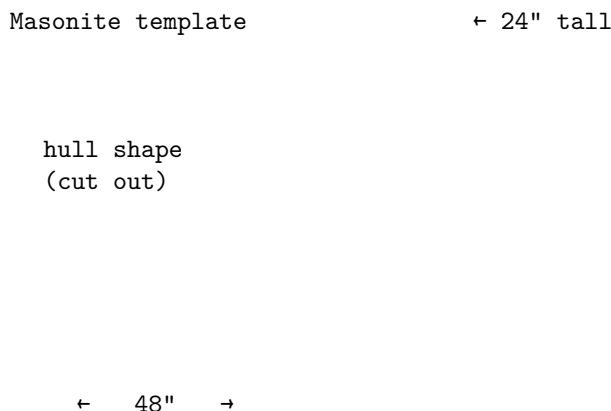 Masonite template ← 24" tall
hull shape
(cut out)
← 48" →